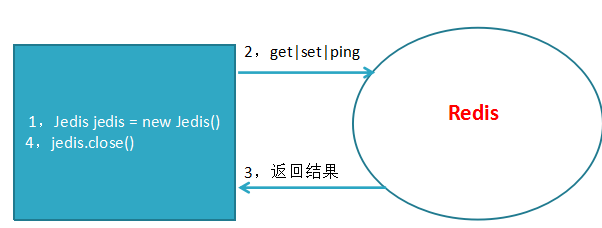 2，get|set|ping
1，Jedis jedis = new Jedis()
4，jedis.close()
Redis
3，返回结果